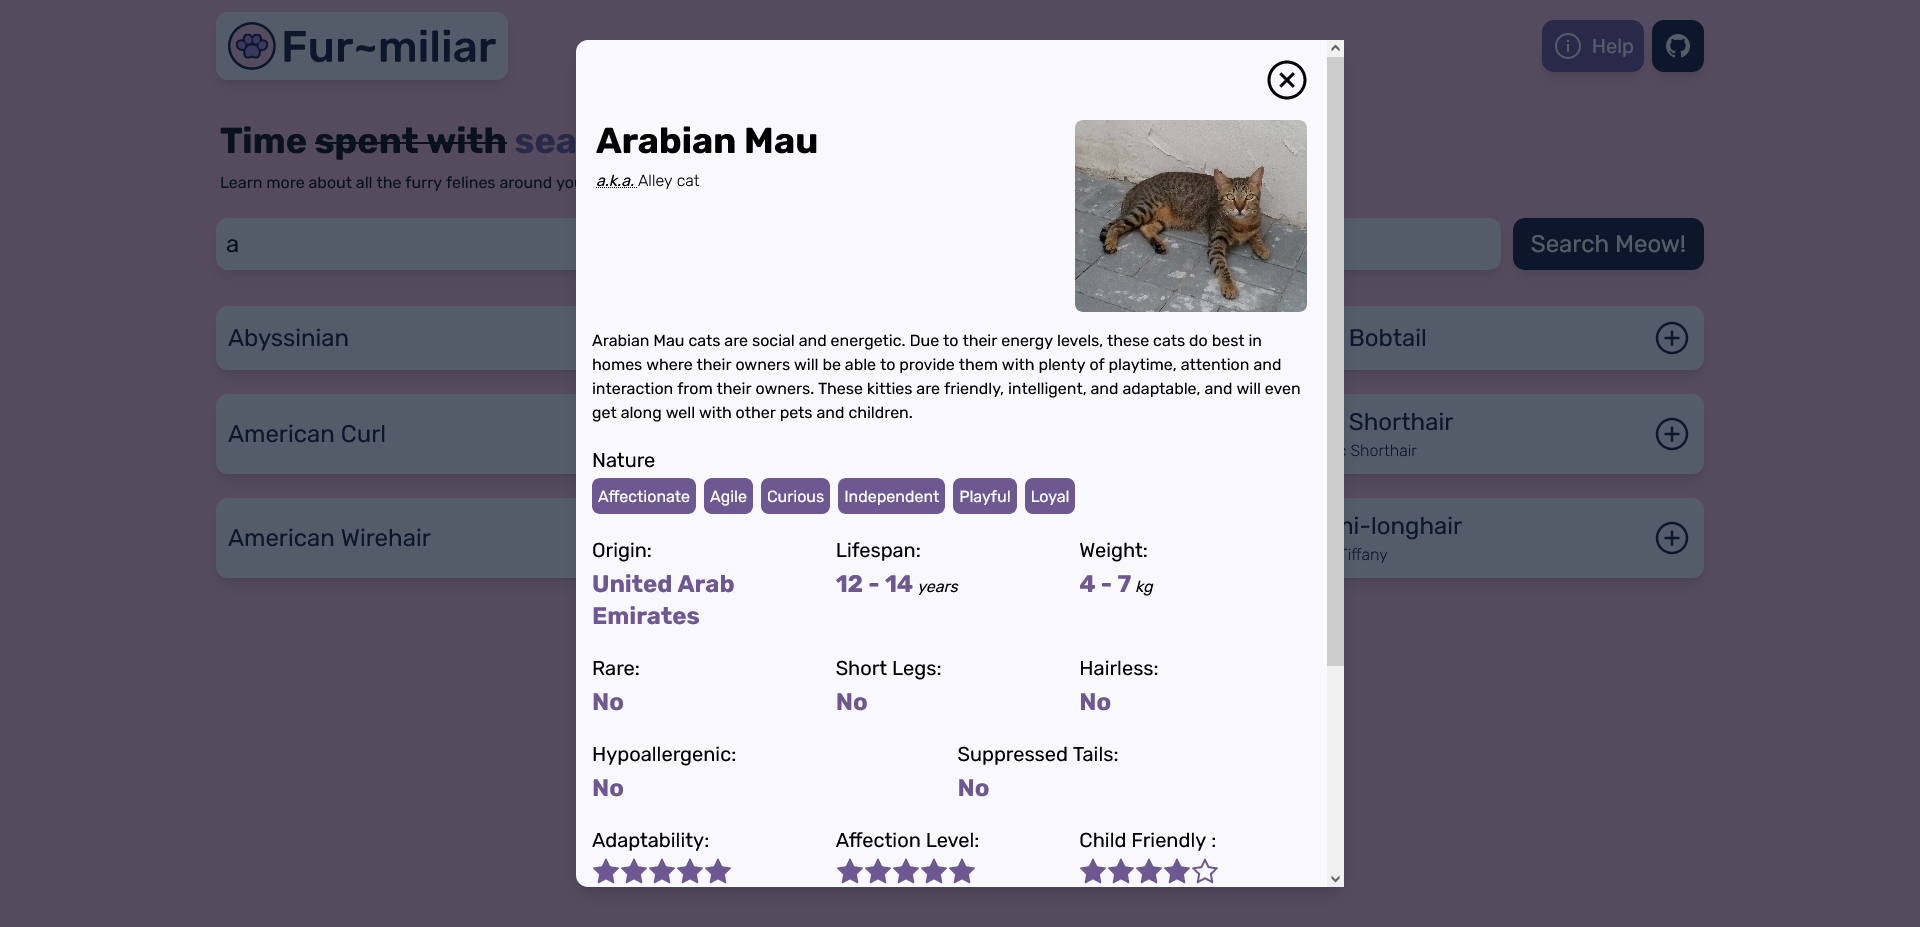 Fur~miliar
Help
Time spent with sea
Learn more about all the furry felines around
a
Search Meow!
Abyssinian
Bobtail
American Curl
Shorthair
Shorthair
American Wirehair
-longhair
Tiffany
Arabian Mau
a.k.a. Alley cat
Arabian Mau cats are social and energetic. Due to their energy levels, these cats do best in
homes where their owners will be able to provide them with plenty of playtime, attention and
interaction from their owners. These kitties are friendly, intelligent, and adaptable, and will even
get along well with other pets and children.
Nature
Affectionate Agile Curious Independent Playful Loyal
Origin: Lifespan: Weight:
United Arab 12 - 14 years 4 - 7 kg
Emirates
Rare: Short Legs: Hairless:
No No No
Hypoallergenic: Suppressed Tails:
No No
Adaptability: Affection Level: Child Friendly :